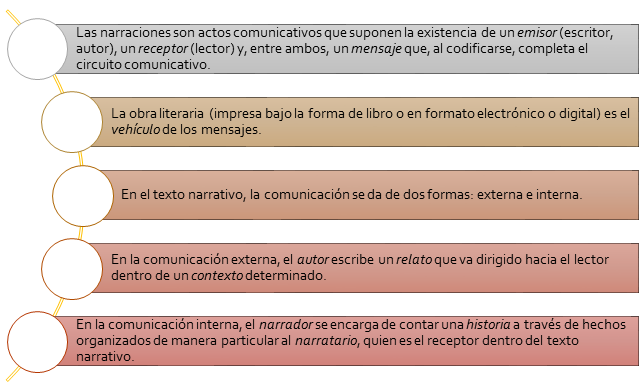 Las narraciones son actos comunicativos que suponen la existencia de un emisor (escritor,
autor), un receptor (lector) y, entre ambos, un mensaje que, al codificarse, completa el
circuito comunicativo.
La obra literaria (impresa bajo la forma de libro o en formato electrónico o digital) es el
vehículo de los mensajes.
En el texto narrativo, la comunicación se da de dos formas: externa e interna.
En la comunicación externa, el autor escribe un relato que va dirigido hacia el lector
dentro de un contexto determinado.
En la comunicación interna, el narrador se encarga de contar una historia a través de hechos
organizados de manera particular al narratario, quien es el receptor dentro del texto
narrativo.